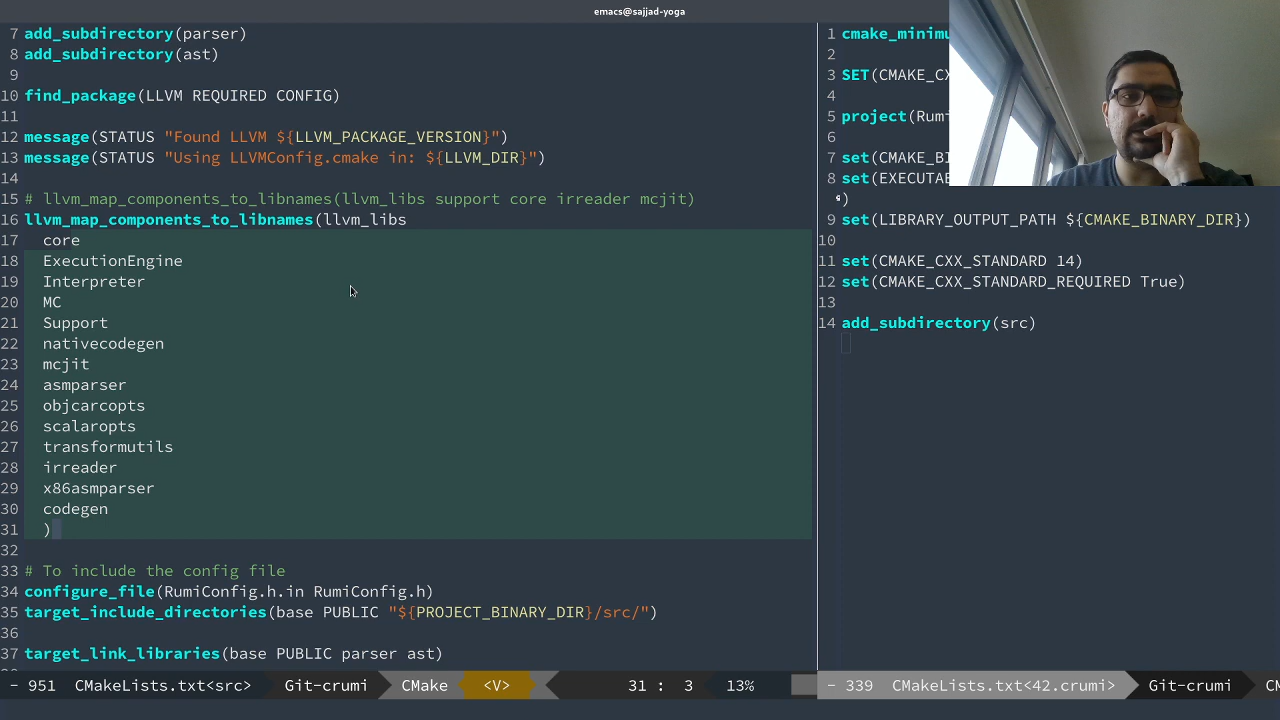 emacs@sajjad-yoga
7 add_subdirectory(parser)
8 add_subdirectory(ast)
9
10 find_package(LLVM REQUIRED CONFIG)
11
12 message(STATUS "Found LLVM ${LLVM_PACKAGE_VERSION}")
13 message(STATUS "Using LLVMConfig.cmake in: ${LLVM_DIR}")
14
15 # llvm_map_components_to_libnames(llvm_libs support core irreader mcjit)
16 llvm_map_components_to_libnames(llvm_libs
17 core
18 ExecutionEngine
19 Interpreter
20 MC
21 Support
22 nativecodegen
23 mcjit
24 asmparser
25 objcarcopts
26 scalaropts
27 transformutils
28 irreader
29 x86asmparser
30 codegen
31 )
32
33 # To include the config file
34 configure_file(RumiConfig.h.in RumiConfig.h)
35 target_include_directories(base PUBLIC "${PROJECT_BINARY_DIR}/src/")
36
37 target_link_libraries(base PUBLIC parser ast)
- 951 CMakeLists.txt<src> Git-crumi CMake <V> 31 : 3 13%
1 cmake_minimu
2
3 SET(CMAKE_CX
4
5 project(Rumi
6
7 set(CMAKE_BI
8 set(EXECUTAB
)
9 set(LIBRARY_OUTPUT_PATH ${CMAKE_BINARY_DIR})
10
11 set(CMAKE_CXX_STANDARD 14)
12 set(CMAKE_CXX_STANDARD_REQUIRED True)
13
14 add_subdirectory(src)
- 339 CMakeLists.txt<42.crumi> Git-crumi CM